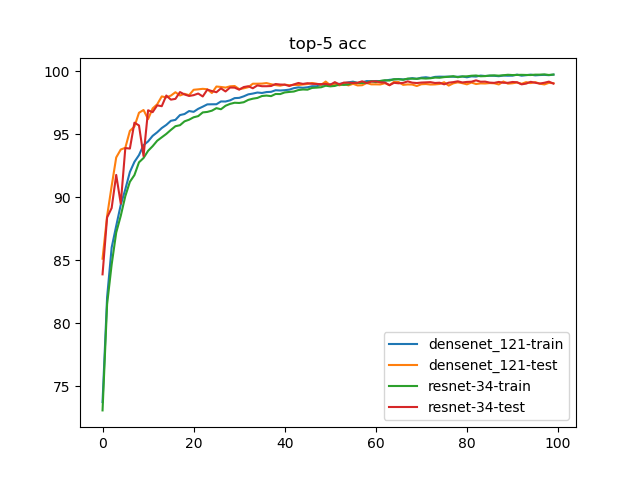 top-5 acc
100
95
90
85
80
75
densenet_121-train
densenet_121-test
resnet-34-train
resnet-34-test
0 20 40 60 80 100